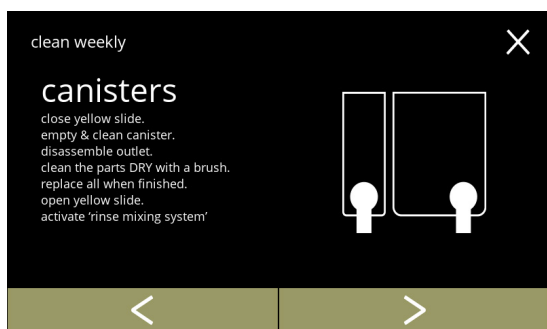 clean weekly
canisters
close yellow slide.
empty & clean canister.
disassemble outlet.
clean the parts DRY with a brush.
replace all when finished.
open yellow slide.
activate ‘rinse mixing system’